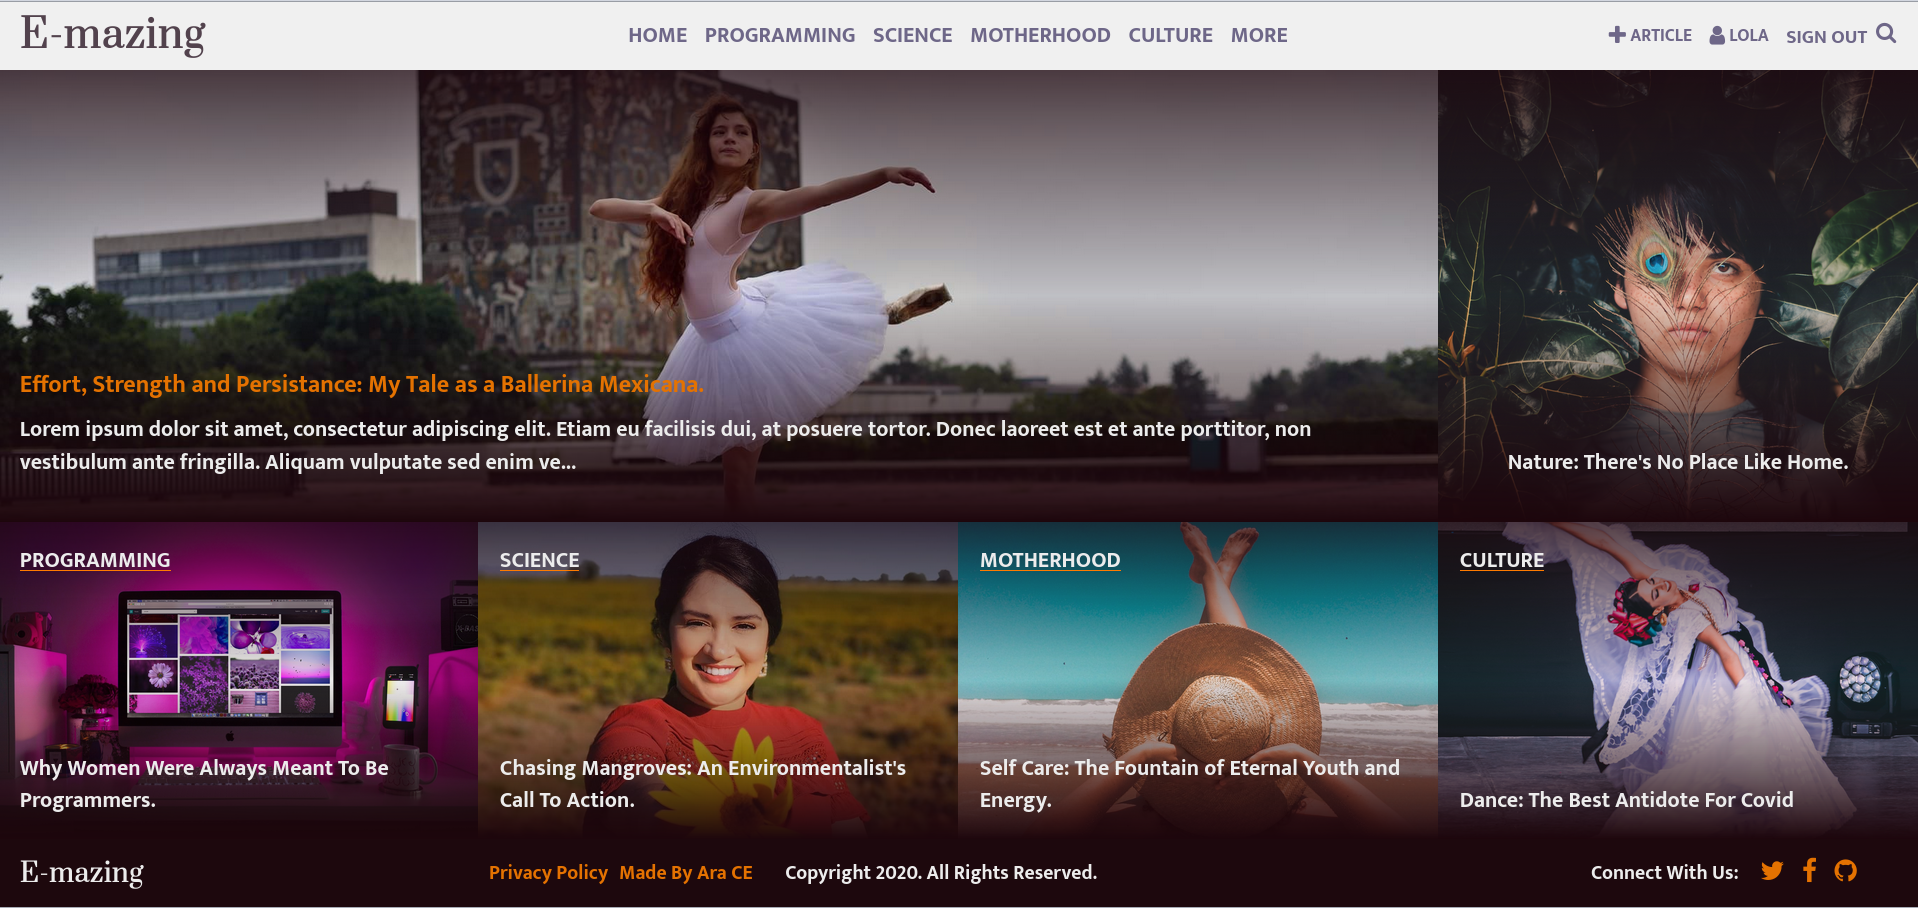 E-mazing
HOME PROGRAMMING SCIENCE MOTHERHOOD CULTURE MORE
ARTICLE LOLA SIGN OUT
Effort, Strength and Persistance: My Tale as a Ballerina Mexicana.
Lorem ipsum dolor sit amet, consectetur adipiscing elit. Etiam eu facilisis dui, at posuere tortor. Donec laoreet est et ante porttitor, non
vestibulum ante fringilla. Aliquam vulputate sed enim ve...
Nature: There's No Place Like Home.
PROGRAMMING
Why Women Were Always Meant To Be
Programmers.
SCIENCE
Chasing Mangroves: An Environmentalist's
Call To Action.
MOTHERHOOD
Self Care: The Fountain of Eternal Youth and
Energy.
CULTURE
Dance: The Best Antidote For Covid
E-mazing
Privacy Policy Made By Ara CE Copyright 2020. All Rights Reserved.
Connect With Us: